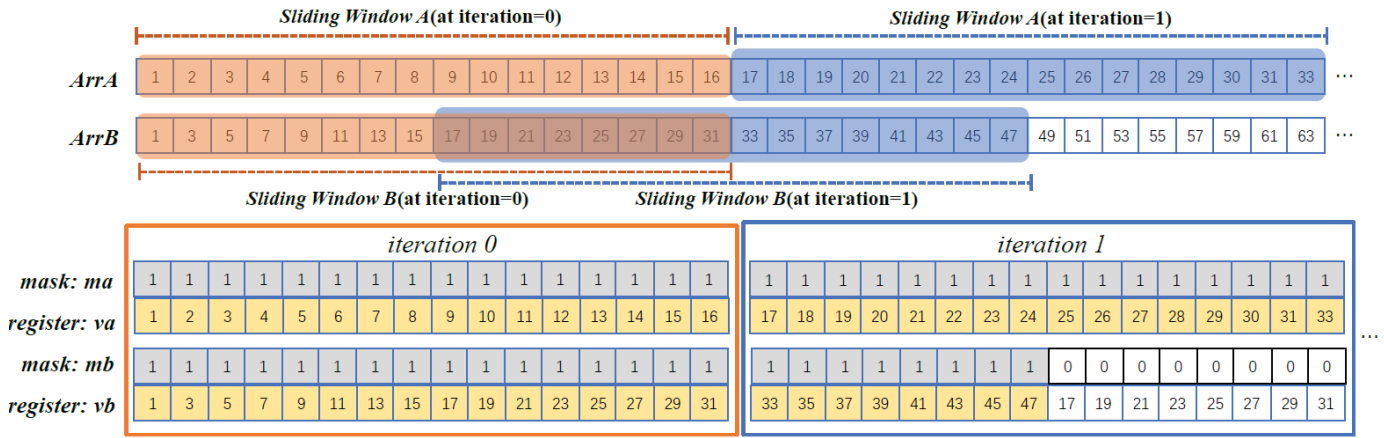 Sliding Window A(at iteration=0) Sliding Window A(at iteration=1)
ArrA 1 2 3 4 5 6 7 8 9 10 11 12 13 14 15 16 17 18 19 20 21 22 23 24 25 26 27 28 29 30 31 33 ...
ArrB 1 3 5 7 9 11 13 15 17 19 21 23 25 27 29 31 33 35 37 39 41 43 45 47 49 51 53 55 57 59 61 63 ...
Sliding Window B(at iteration=0) Sliding Window B(at iteration=1)
iteration 0 iteration 1
mask: ma 1 1 1 1 1 1 1 1 1 1 1 1 1 1 1 1 1 1 1 1 1 1 1 1 1 1 1 1 1 1 1 1
register: va 1 2 3 4 5 6 7 8 9 10 11 12 13 14 15 16 17 18 19 20 21 22 23 24 25 26 27 28 29 30 31 33
...
mask: mb 1 1 1 1 1 1 1 1 1 1 1 1 1 1 1 1 1 1 1 1 1 1 1 1 0 0 0 0 0 0 0 0
register: vb 1 3 5 7 9 11 13 15 17 19 21 23 25 27 29 31 33 35 37 39 41 43 45 47 17 19 21 23 25 27 29 31